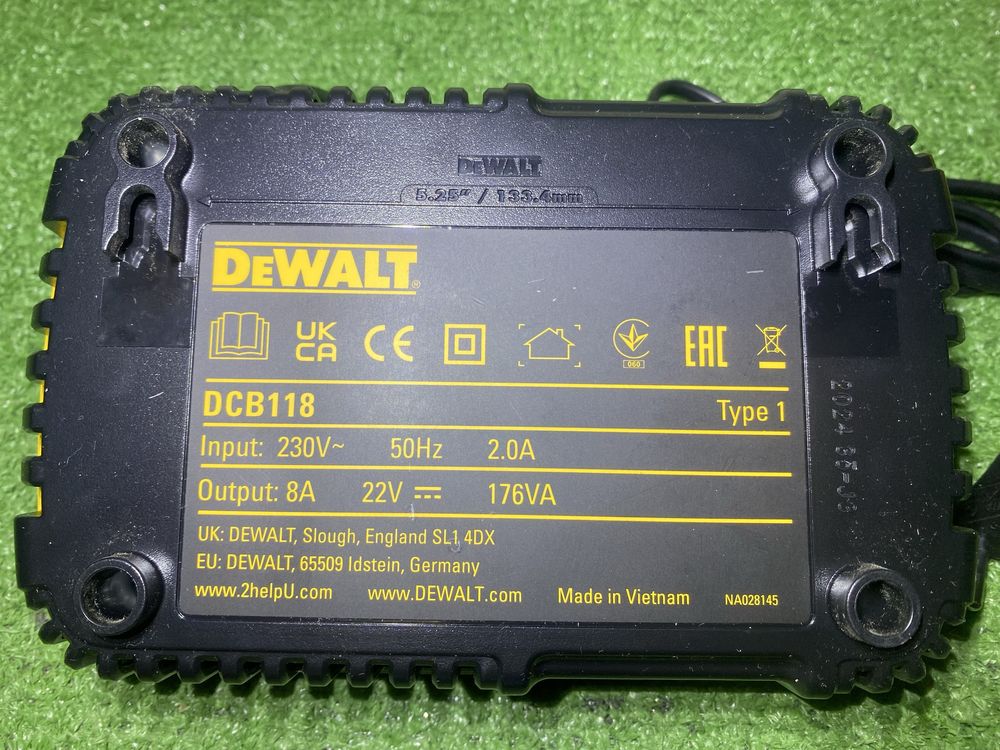 DEWALT
5.25" / 133.4mm
DEWALT®
UK CA CE EAC
060
DCB118 Type 1
Input: 230V~ 50Hz 2.0A
Output: 8A 22V ⎓ 176VA
UK: DEWALT, Slough, England SL1 4DX
EU: DEWALT, 65509 Idstein, Germany
www.2helpU.com www.DEWALT.com Made in Vietnam NA028145
2024